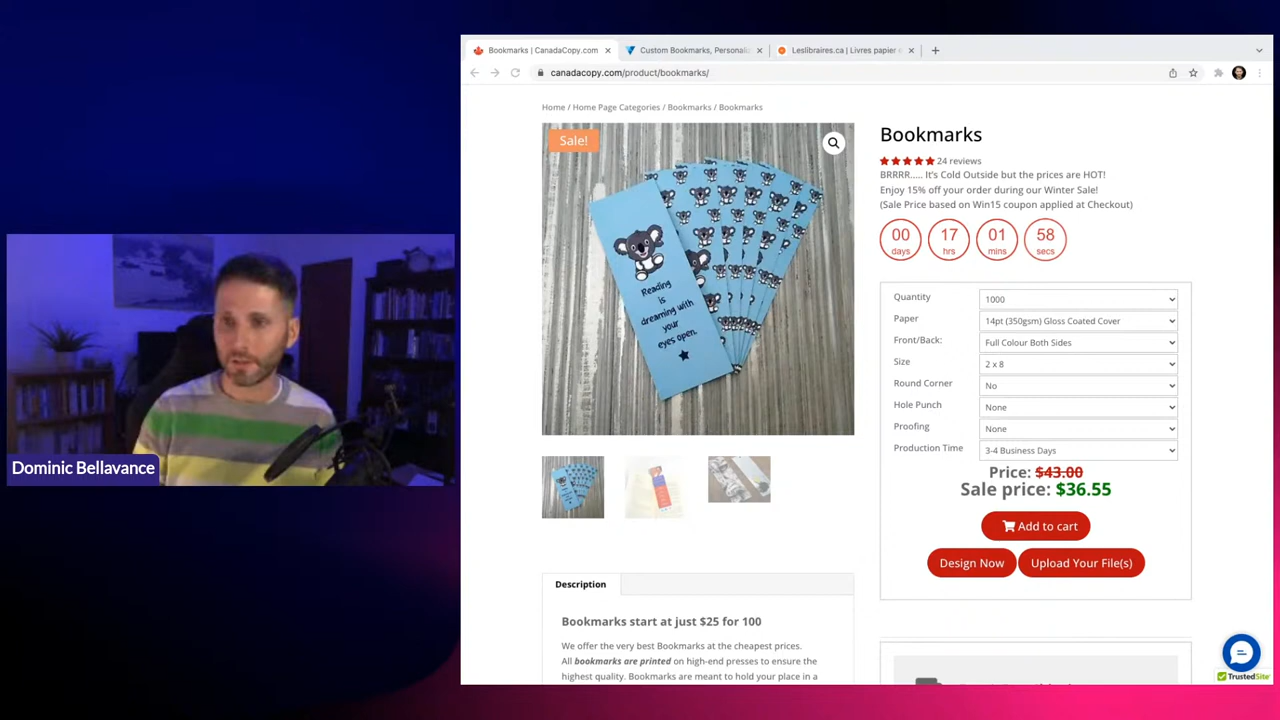 Bookmarks | CanadaCopy.com
Custom Bookmarks, Personaliz
Leslibraires.ca | Livres papier e
canadacopy.com/product/bookmarks/
Home / Home Page Categories / Bookmarks / Bookmarks
Sale!
Reading
is
dreaming with
your
eyes open.
Bookmarks
24 reviews
BRRRR..... It's Cold Outside but the prices are HOT!
Enjoy 15% off your order during our Winter Sale!
(Sale Price based on Win15 coupon applied at Checkout)
00 17 01 58
days hrs mins secs
Quantity 1000
Paper 14pt (350gsm) Gloss Coated Cover
Front/Back: Full Colour Both Sides
Size 2 x 8
Round Corner No
Hole Punch None
Proofing None
Production Time 3-4 Business Days
Price: $43.00
Sale price: $36.55
Add to cart
Design Now Upload Your File(s)
Description
Bookmarks start at just $25 for 100
We offer the very best Bookmarks at the cheapest prices.
All bookmarks are printed on high-end presses to ensure the
highest quality. Bookmarks are meant to hold your place in a
TrustedSite
Dominic Bellavance